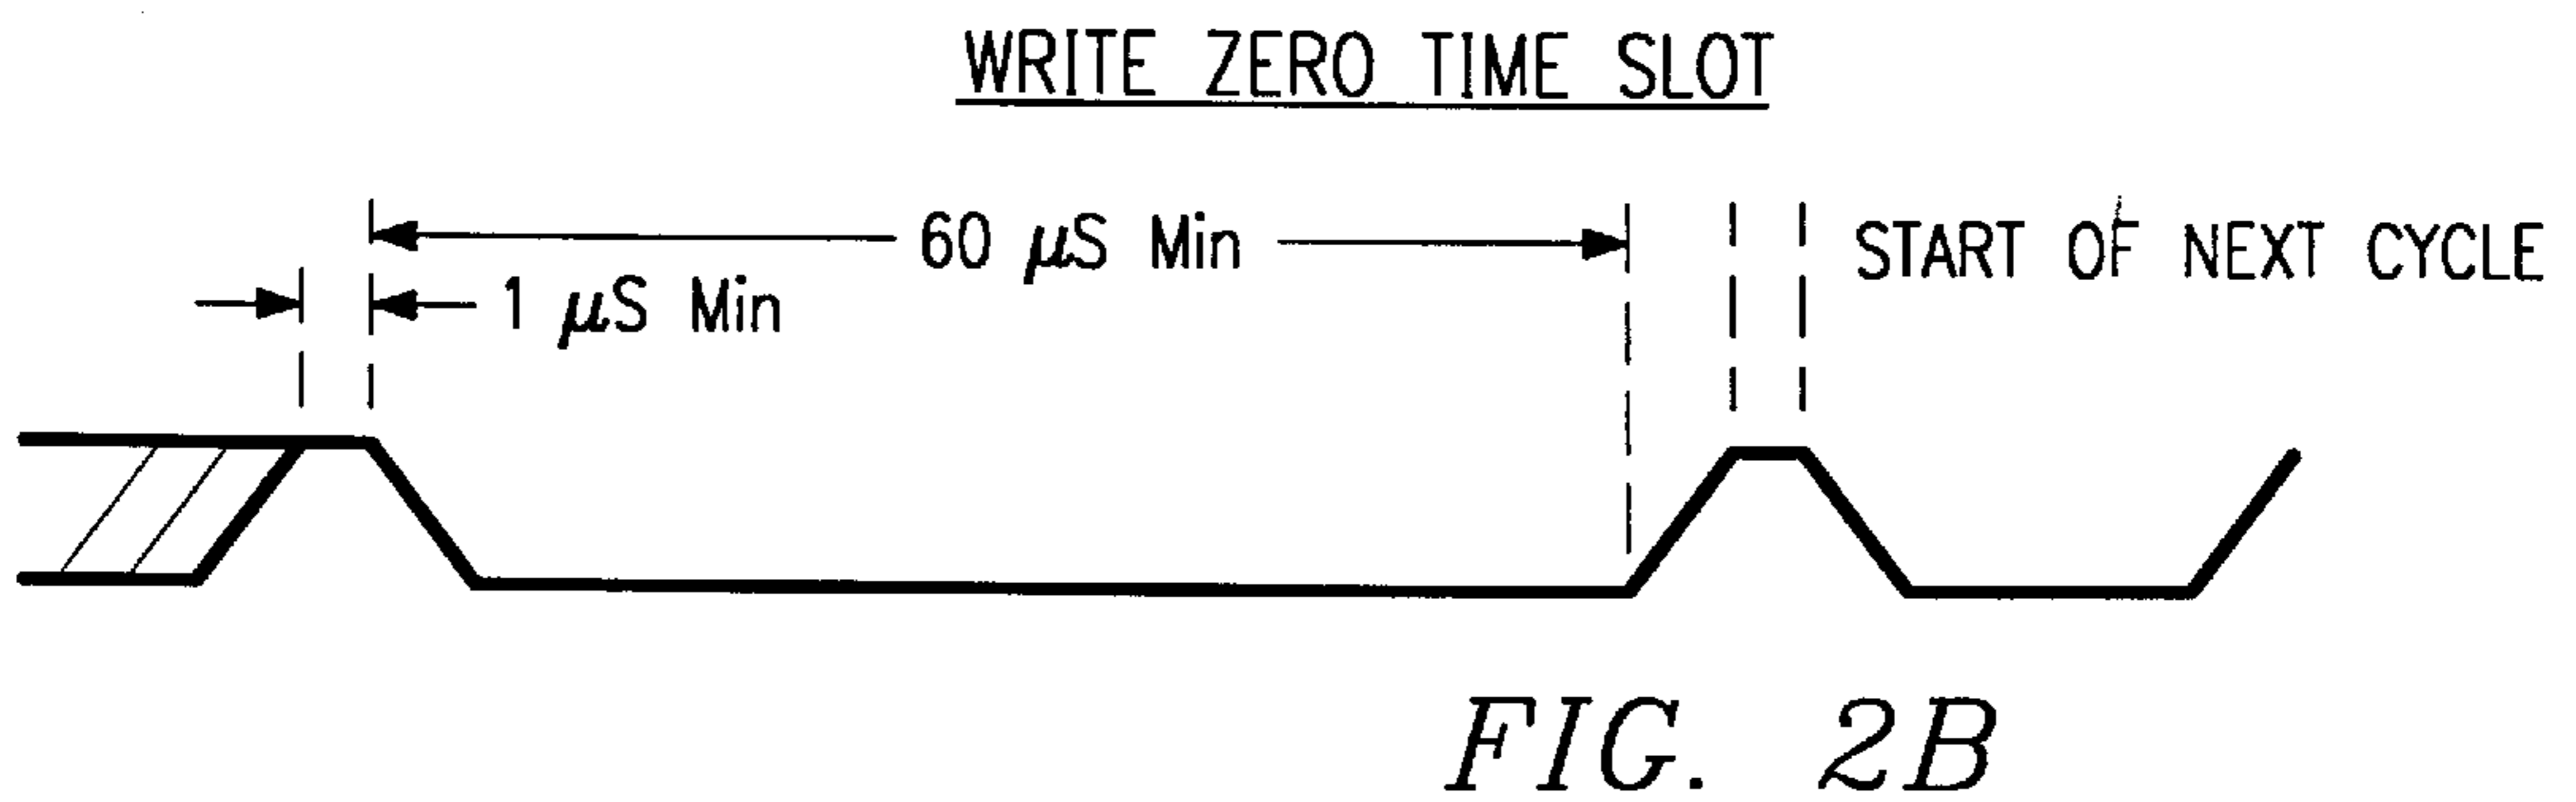 WRITE ZERO TIME SLOT
60 µS Min
START OF NEXT CYCLE
1 µS Min
FIG. 2B